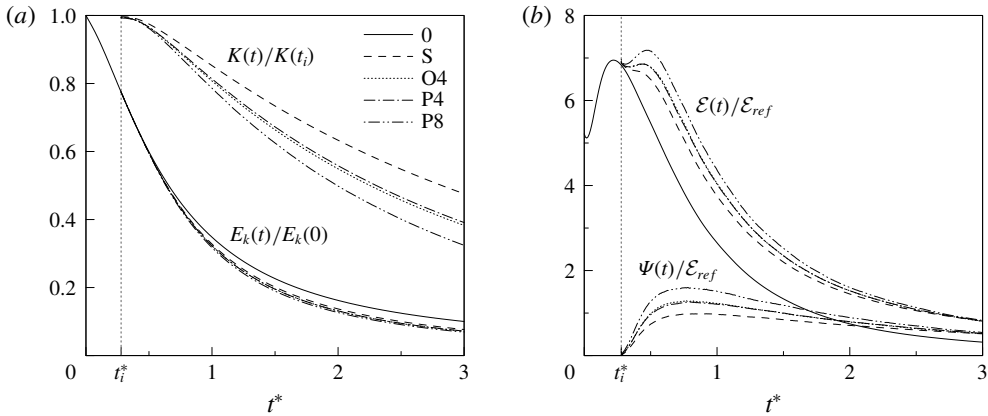 (a)
1.0
0.8
0.6
0.4
0.2
0
t_i^*
1
2
3
t^*
K(t)/K(t_i)
E_k(t)/E_k(0)
0
S
O4
P4
P8
(b)
8
6
4
2
0
t_i^*
1
2
3
t^*
ℰ(t)/ℰ_ref
Ψ(t)/ℰ_ref